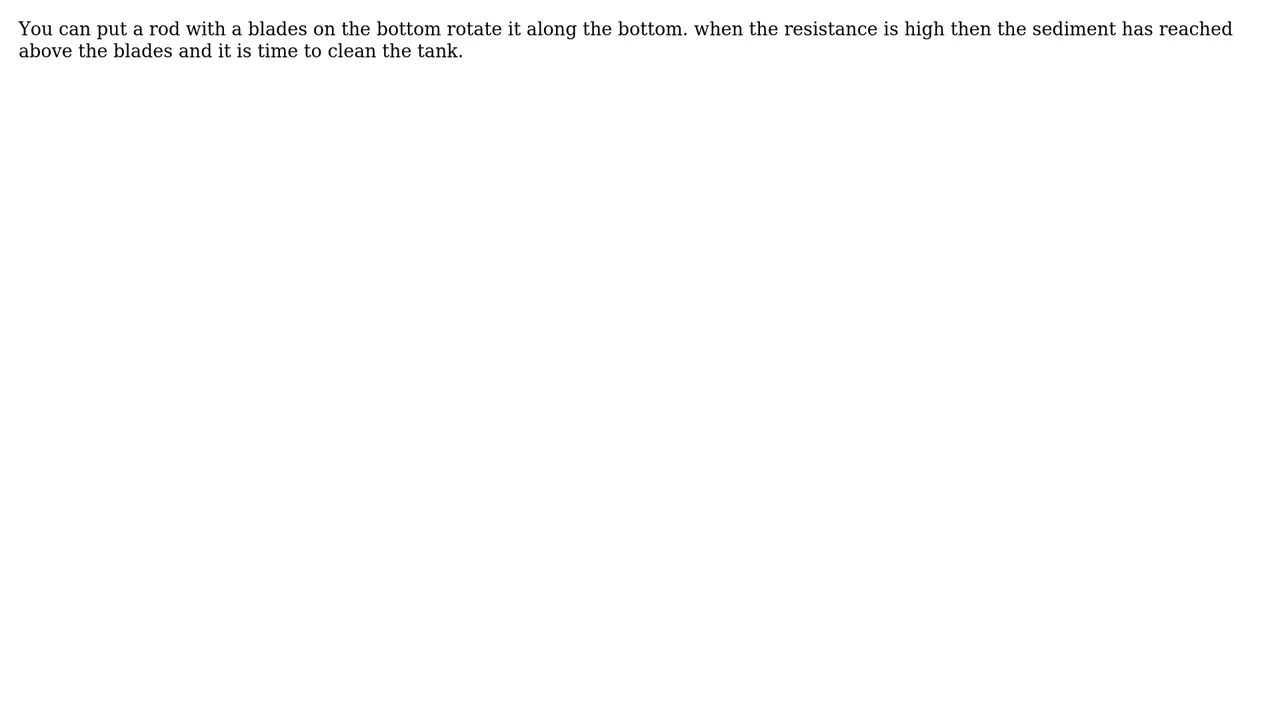 You can put a rod with a blades on the bottom rotate it along the bottom. when the resistance is high then the sediment has reached
above the blades and it is time to clean the tank.